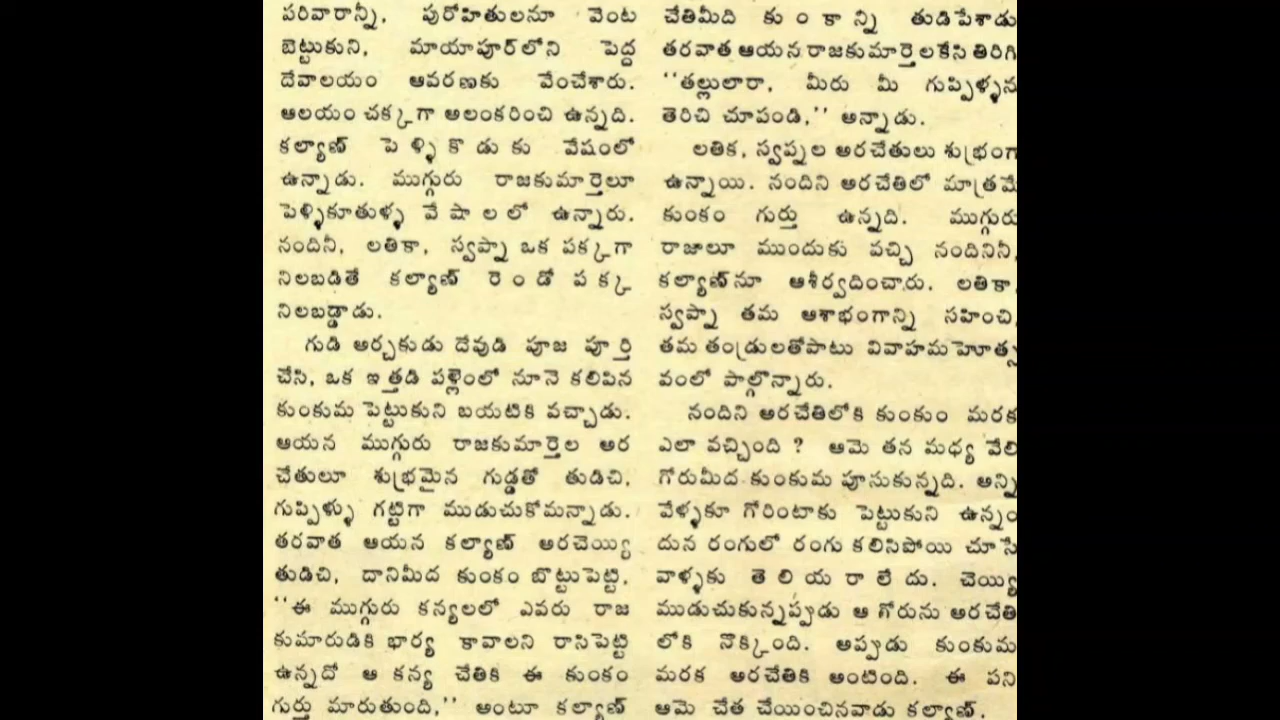 పరివారాన్నీ, పురోహితులనూ వెంట
బెట్టుకుని, మాయాపూర్‌లోని పెద్ద
దేవాలయం ఆవరణకు వేంచేశారు.
ఆలయం చక్కగా అలంకరించి ఉన్నది.
కల్యాణ్ పెళ్ళికొడుకు వేషంలో
ఉన్నాడు. ముగ్గురు రాజకుమార్తెలూ
పెళ్ళికూతుళ్ళ వేషాలలో ఉన్నారు.
నందినీ, లతికా, స్వప్నా ఒక పక్కగా
నిలబడితే కల్యాణ్ రెండో పక్క
నిలబడ్డాడు.
గుడి అర్చకుడు దేవుడి పూజ పూర్తి
చేసి, ఒక ఇత్తడి పళ్లెంలో నూనె కలిపిన
కుంకుమ పెట్టుకుని బయటికి వచ్చాడు.
ఆయన ముగ్గురు రాజకుమార్తెల అర
చేతులూ శుభ్రమైన గుడ్డతో తుడిచి,
గుప్పిళ్ళు గట్టిగా ముడుచుకోమన్నాడు.
తరవాత ఆయన కల్యాణ్ అరచెయ్యి
తుడిచి, దానిమీద కుంకం బొట్టుపెట్టి,
"ఈ ముగ్గురు కన్యలలో ఎవరు రాజ
కుమారుడికి భార్య కావాలని రాసిపెట్టి
ఉన్నదో ఆ కన్య చేతికి ఈ కుంకం
గుర్తు మారుతుంది," అంటూ కల్యాణ్
చేతిమీది కుంకాన్ని తుడిపేశాడు
తరవాత ఆయన రాజకుమార్తెలకేసి తిరిగి
"తల్లులారా, మీరు మీ గుప్పిళ్ళను
తెరిచి చూపండి," అన్నాడు.
లతిక, స్వప్నల అరచేతులు శుభ్రంగా
ఉన్నాయి. నందిని అరచేతిలో మాత్రమే
కుంకం గుర్తు ఉన్నది. ముగ్గురు
రాజులూ ముందుకు వచ్చి నందినినీ,
కల్యాణ్‌నూ ఆశీర్వదించారు. లతికా,
స్వప్నా తమ ఆశాభంగాన్ని సహించి,
తమ తండ్రులతోపాటు వివాహమహోత్స
వంలో పాల్గొన్నారు.
నందిని అరచేతిలోకి కుంకుం మరక
ఎలా వచ్చింది ? ఆమె తన మధ్య వేలి
గోరుమీద కుంకుమ పూసుకున్నది. అన్ని
వేళ్ళకూ గోరింటాకు పెట్టుకుని ఉన్నం
దున రంగులో రంగు కలిసిపోయి చూసే
వాళ్ళకు తెలియరాలేదు. చెయ్యి
ముడుచుకున్నప్పుడు ఆ గోరును అరచేతి
లోకి నొక్కింది. అప్పుడు కుంకుమ
మరక అరచేతికి అంటింది. ఈ పని
ఆమె చేత చేయించినవాడు కల్యాణ్.